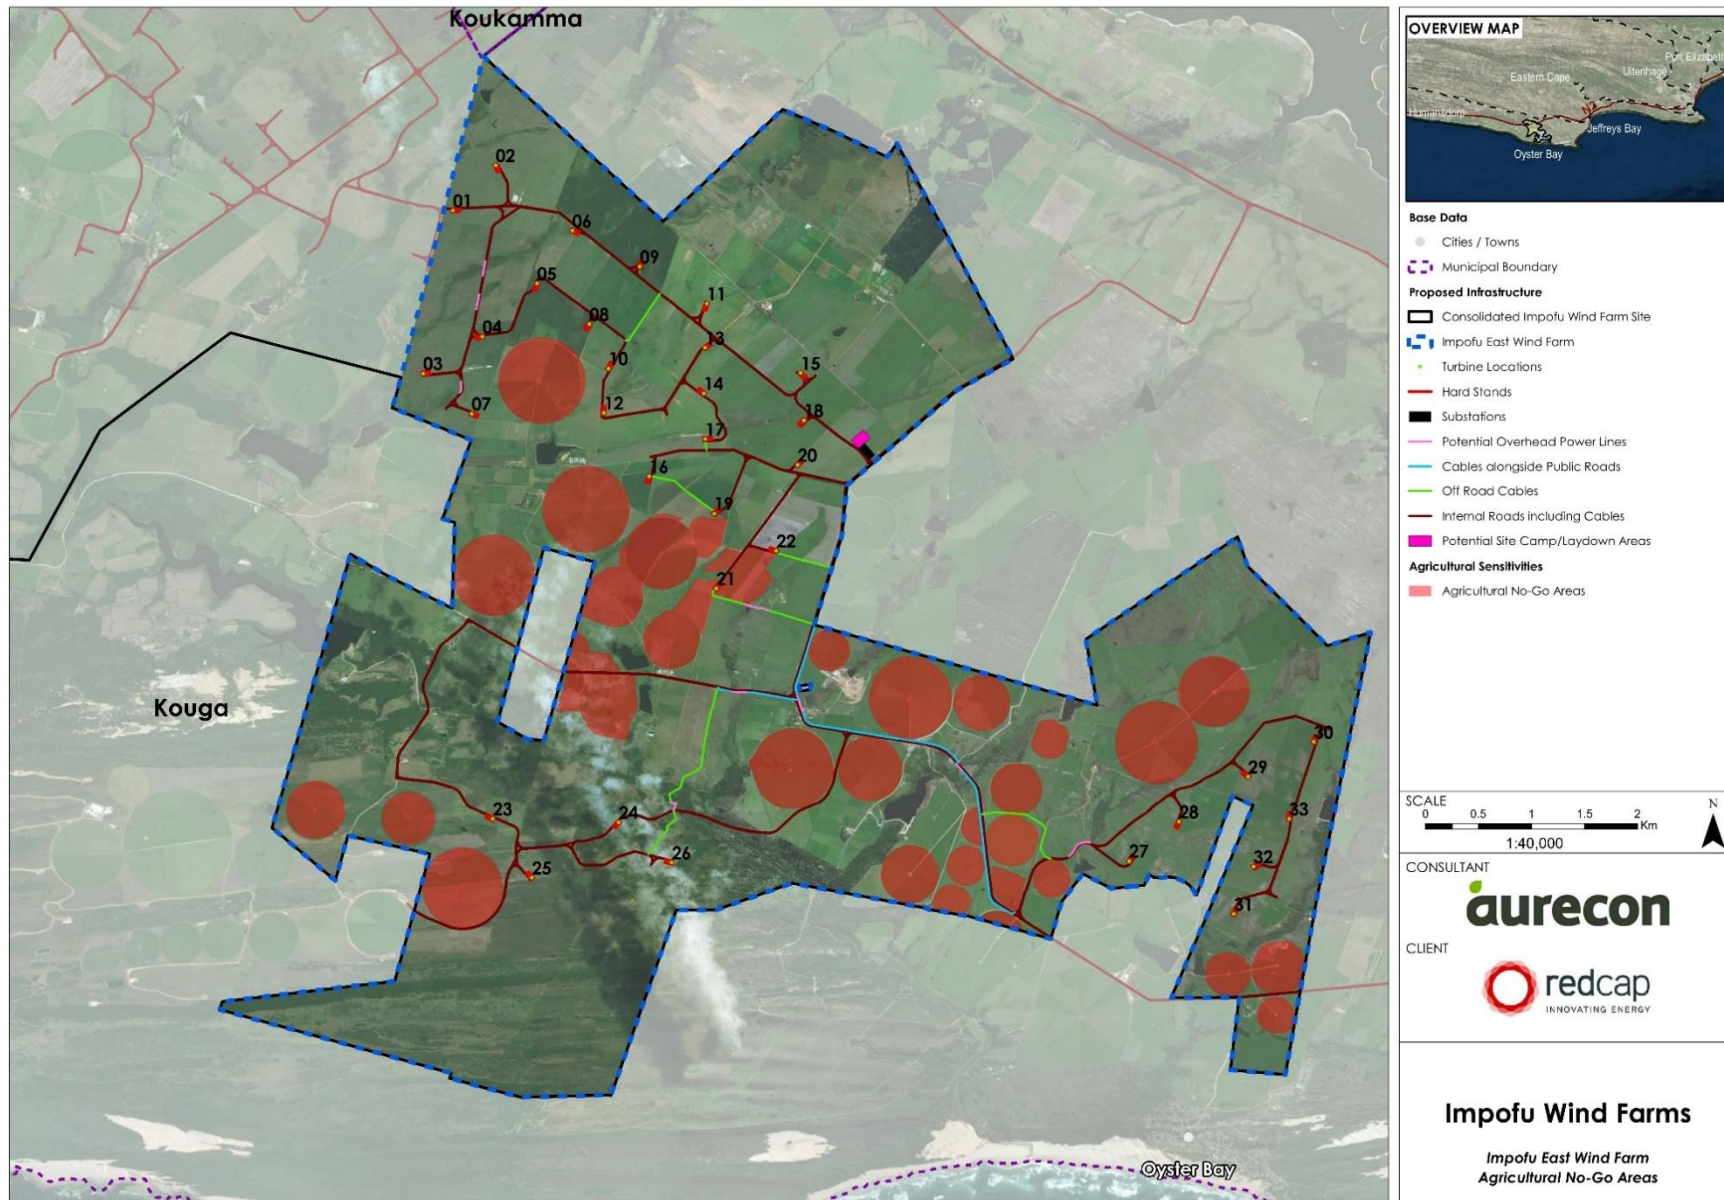 Koukamma
02
01
06
09
05
11
08
04
13
10
03
15
14
12
07
18
17
20
16
19
22
21
Kouga
30
29
23
24
28
33
26
27
25
32
31
Oyster Bay
OVERVIEW MAP
Port Elizabeth
Uitenhage
Eastern Cape
Humansdorp
Jeffreys Bay
Oyster Bay
Base Data
Cities / Towns
Municipal Boundary
Proposed Infrastructure
Consolidated Impofu Wind Farm Site
Impofu East Wind Farm
Turbine Locations
Hard Stands
Substations
Potential Overhead Power Lines
Cables alongside Public Roads
Off Road Cables
Internal Roads including Cables
Potential Site Camp/Laydown Areas
Agricultural Sensitivities
Agricultural No-Go Areas
SCALE
N
0 0.5 1 1.5 2
Km
1:40,000
CONSULTANT
aurecon
CLIENT
redcap
INNOVATING ENERGY
Impofu Wind Farms
Impofu East Wind Farm
Agricultural No-Go Areas